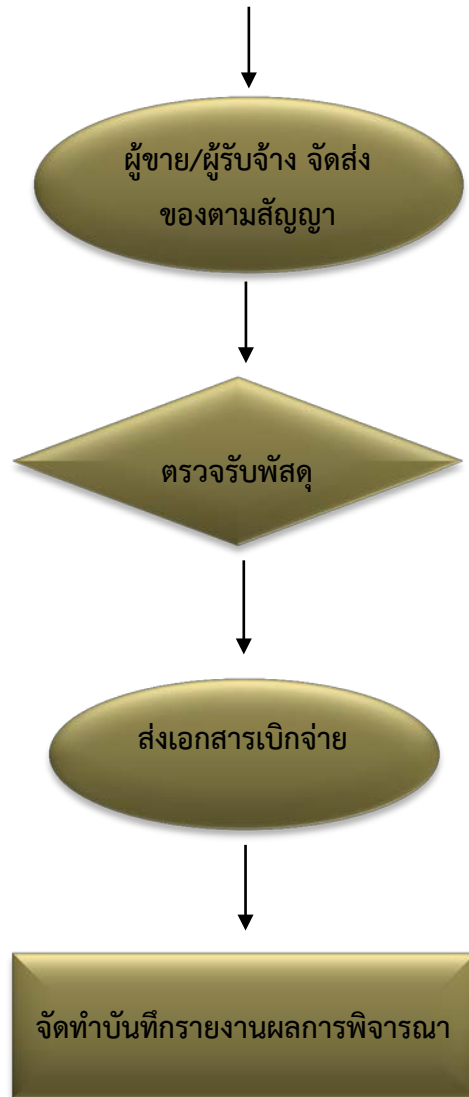 ผู้ขาย/ผู้รับจ้าง จัดส่ง
ของตามสัญญา
ตรวจรับพัสดุ
ส่งเอกสารเบิกจ่าย
จัดทำบันทึกรายงานผลการพิจารณา